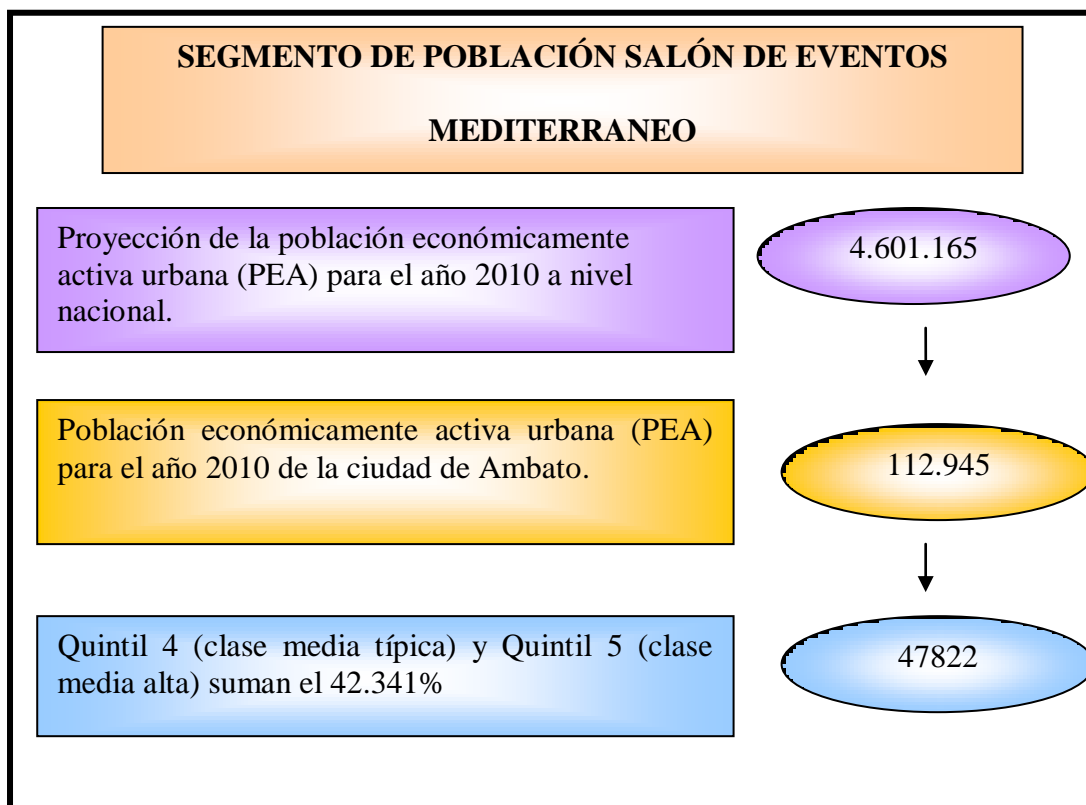 SEGMENTO DE POBLACIÓN SALÓN DE EVENTOS
MEDITERRANEO
Proyección de la población económicamente
activa urbana (PEA) para el año 2010 a nivel
nacional.
4.601.165
Población económicamente activa urbana (PEA)
para el año 2010 de la ciudad de Ambato.
112.945
Quintil 4 (clase media típica) y Quintil 5 (clase
media alta) suman el 42.341%
47822